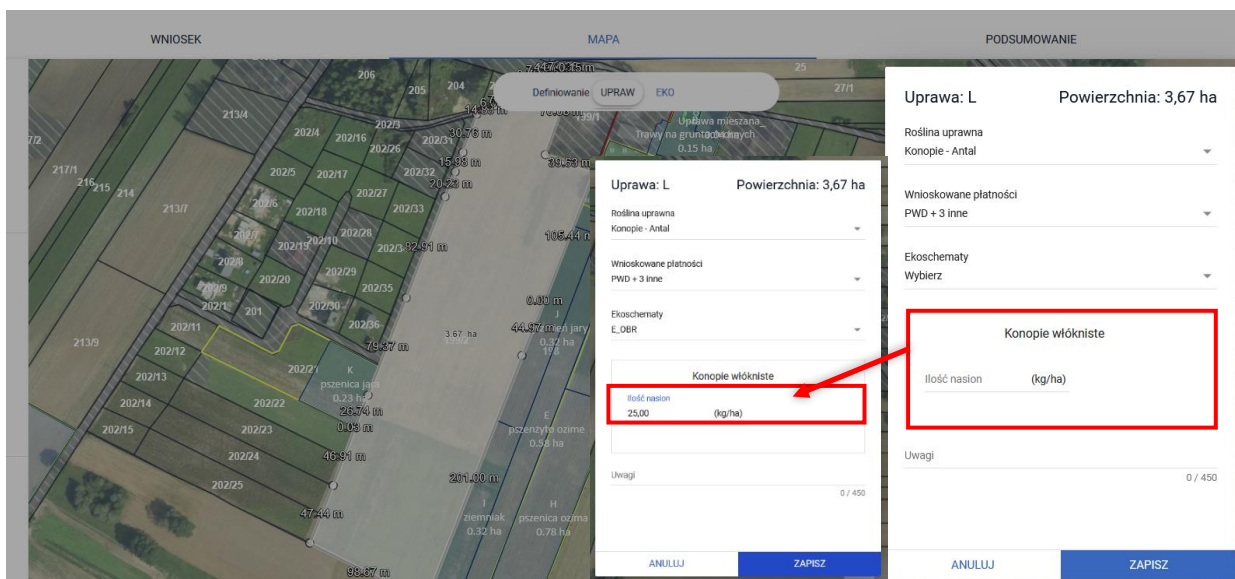 WNIOSEK
MAPA
PODSUMOWANIE
Definiowanie UPRAW EKO
206
205
204
25
27/1
213/4
202/4
202/16
202/3
202/26
202/31
30.76 m
Uprawa mieszana_
0.15 ha
217/1
216
215
214
213/7
202/5
202/17
202/32
15.98 m
20.23 m
39.53 m
202/6
202/18
202/27
202/33
202/7
202/19
202/10
202/28
105.44 m
202/8
202/20
202/29
202/35
202/9
202/1
201
202/30
202/36
0.00 m
J
0.32 ha
198
44.97 m
3.67 ha
213/9
202/11
202/12
202/13
202/14
202/15
202/21
202/22
202/23
202/24
202/25
79.37 m
K
pszenica jara
0.23 ha
26.74 m
0.03 m
46.91 m
47.44 m
98.67 m
201.00 m
E
pszenżyto ozime
0.58 ha
I
ziemniak
0.32 ha
H
pszenica ozima
0.78 ha
Uprawa: L Powierzchnia: 3,67 ha
Roślina uprawna
Konopie - Antal
Wnioskowane płatności
PWD + 3 inne
Ekoschematy
E_OBR
Konopie włókniste
Ilość nasion
25,00 (kg/ha)
Uwagi
0 / 450
ANULUJ ZAPISZ
Uprawa: L Powierzchnia: 3,67 ha
Roślina uprawna
Konopie - Antal
Wnioskowane płatności
PWD + 3 inne
Ekoschematy
Wybierz
Konopie włókniste
Ilość nasion (kg/ha)
Uwagi
0 / 450
ANULUJ ZAPISZ